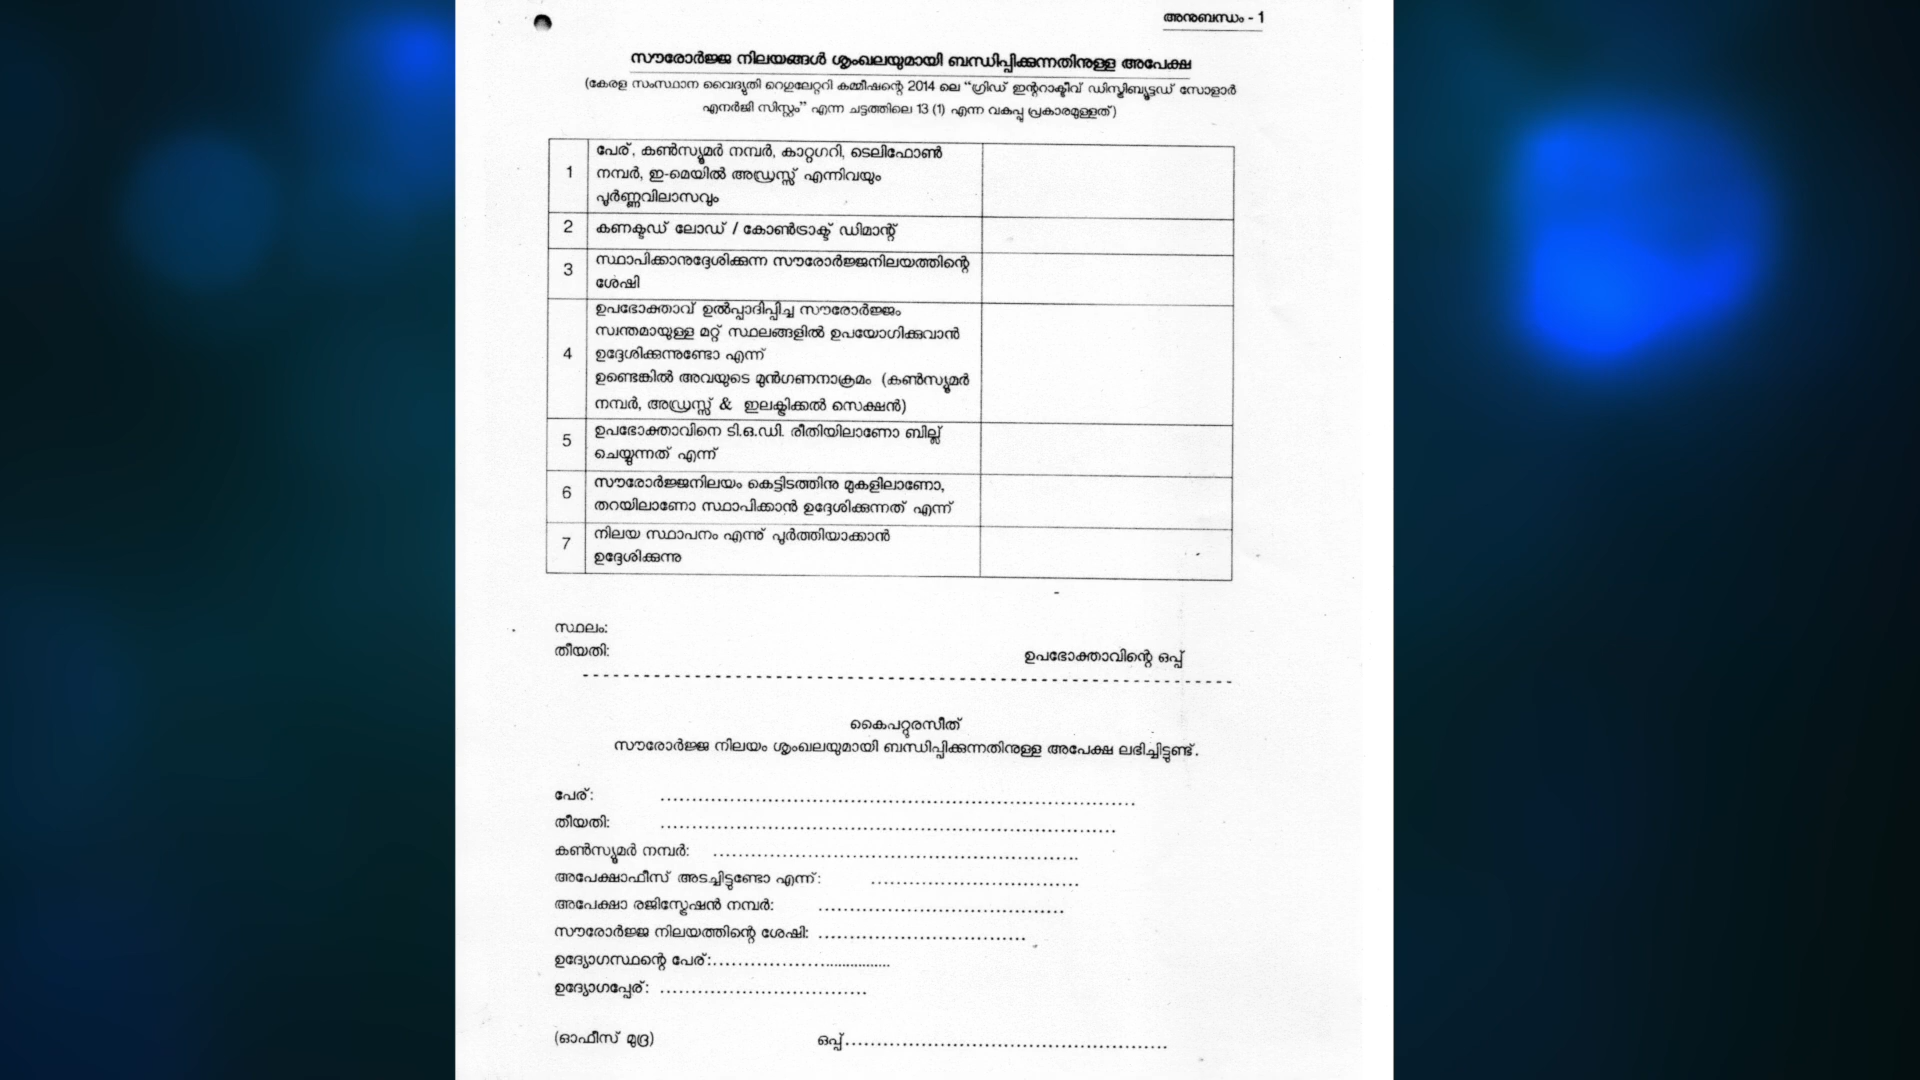 അനുബന്ധം - 1
സൗരോർജ്ജ നിലയങ്ങൾ ശൃംഖലയുമായി ബന്ധിപ്പിക്കുന്നതിനുള്ള അപേക്ഷ
(കേരള സംസ്ഥാന വൈദ്യുതി റെഗുലേറ്ററി കമ്മീഷന്റെ 2014 ലെ “ഗ്രിഡ് ഇന്ററാക്ടീവ് ഡിസ്ട്രിബ്യൂട്ടഡ് സോളാർ
എനർജി സിസ്റ്റം” എന്ന ചട്ടത്തിലെ 13 (1) എന്ന വകുപ്പു പ്രകാരമുള്ളത്)
1 പേര്, കൺസ്യൂമർ നമ്പർ, കാറ്റഗറി, ടെലിഫോൺ
നമ്പർ, ഇ-മെയിൽ അഡ്രസ്സ് എന്നിവയും
പൂർണ്ണവിലാസവും
2 കണക്ടഡ് ലോഡ് / കോൺട്രാക്ട് ഡിമാന്റ്
3 സ്ഥാപിക്കാനുദ്ദേശിക്കുന്ന സൗരോർജ്ജനിലയത്തിന്റെ
ശേഷി
4 ഉപഭോക്താവ് ഉൽപ്പാദിപ്പിച്ച സൗരോർജ്ജം
സ്വന്തമായുള്ള മറ്റ് സ്ഥലങ്ങളിൽ ഉപയോഗിക്കുവാൻ
ഉദ്ദേശിക്കുന്നുണ്ടോ എന്ന്
ഉണ്ടെങ്കിൽ അവയുടെ മുൻഗണനാക്രമം (കൺസ്യൂമർ
നമ്പർ, അഡ്രസ്സ് & ഇലക്ട്രിക്കൽ സെക്ഷൻ)
5 ഉപഭോക്താവിനെ ടി.ഒ.ഡി. രീതിയിലാണോ ബില്ല്
ചെയ്യുന്നത് എന്ന്
6 സൗരോർജ്ജനിലയം കെട്ടിടത്തിനു മുകളിലാണോ,
തറയിലാണോ സ്ഥാപിക്കാൻ ഉദ്ദേശിക്കുന്നത് എന്ന്
7 നിലയ സ്ഥാപനം എന്നു് പൂർത്തിയാക്കാൻ
ഉദ്ദേശിക്കുന്നു
സ്ഥലം:
തീയതി:
ഉപഭോക്താവിന്റെ ഒപ്പ്
കൈപറ്റുരസീത്
സൗരോർജ്ജ നിലയം ശൃംഖലയുമായി ബന്ധിപ്പിക്കുന്നതിനുള്ള അപേക്ഷ ലഭിച്ചിട്ടുണ്ട്.
പേര്: ............................................................
തീയതി: ............................................................
കൺസ്യൂമർ നമ്പർ: ............................................................
അപേക്ഷാഫീസ് അടച്ചിട്ടുണ്ടോ എന്ന്: ..................................
അപേക്ഷാ രജിസ്ട്രേഷൻ നമ്പർ: ........................................
സൗരോർജ്ജ നിലയത്തിന്റെ ശേഷി: ..................................
ഉദ്യോഗസ്ഥന്റെ പേര്:..................................
ഉദ്യോഗപ്പേര്: ..................................
(ഓഫീസ് മുദ്ര) ഒപ്പ്....................................................